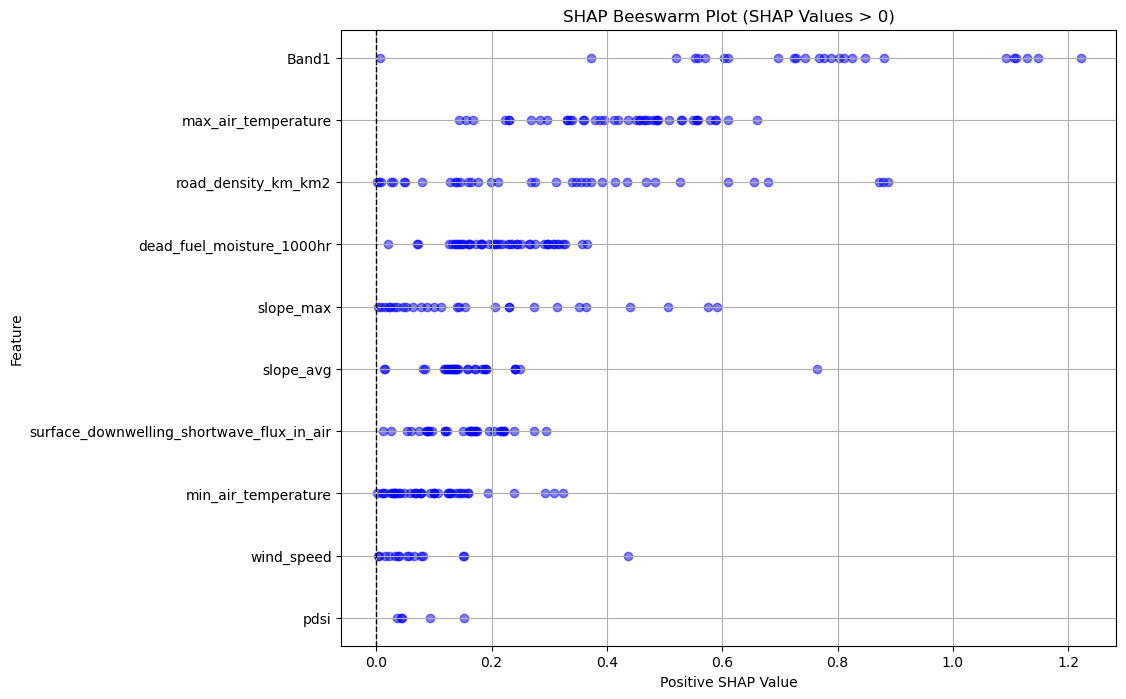 SHAP Beeswarm Plot (SHAP Values > 0)
Band1
max_air_temperature
road_density_km_km2
dead_fuel_moisture_1000hr
slope_max
slope_avg
surface_downwelling_shortwave_flux_in_air
min_air_temperature
wind_speed
pdsi
Feature
0.0 0.2 0.4 0.6 0.8 1.0 1.2
Positive SHAP Value